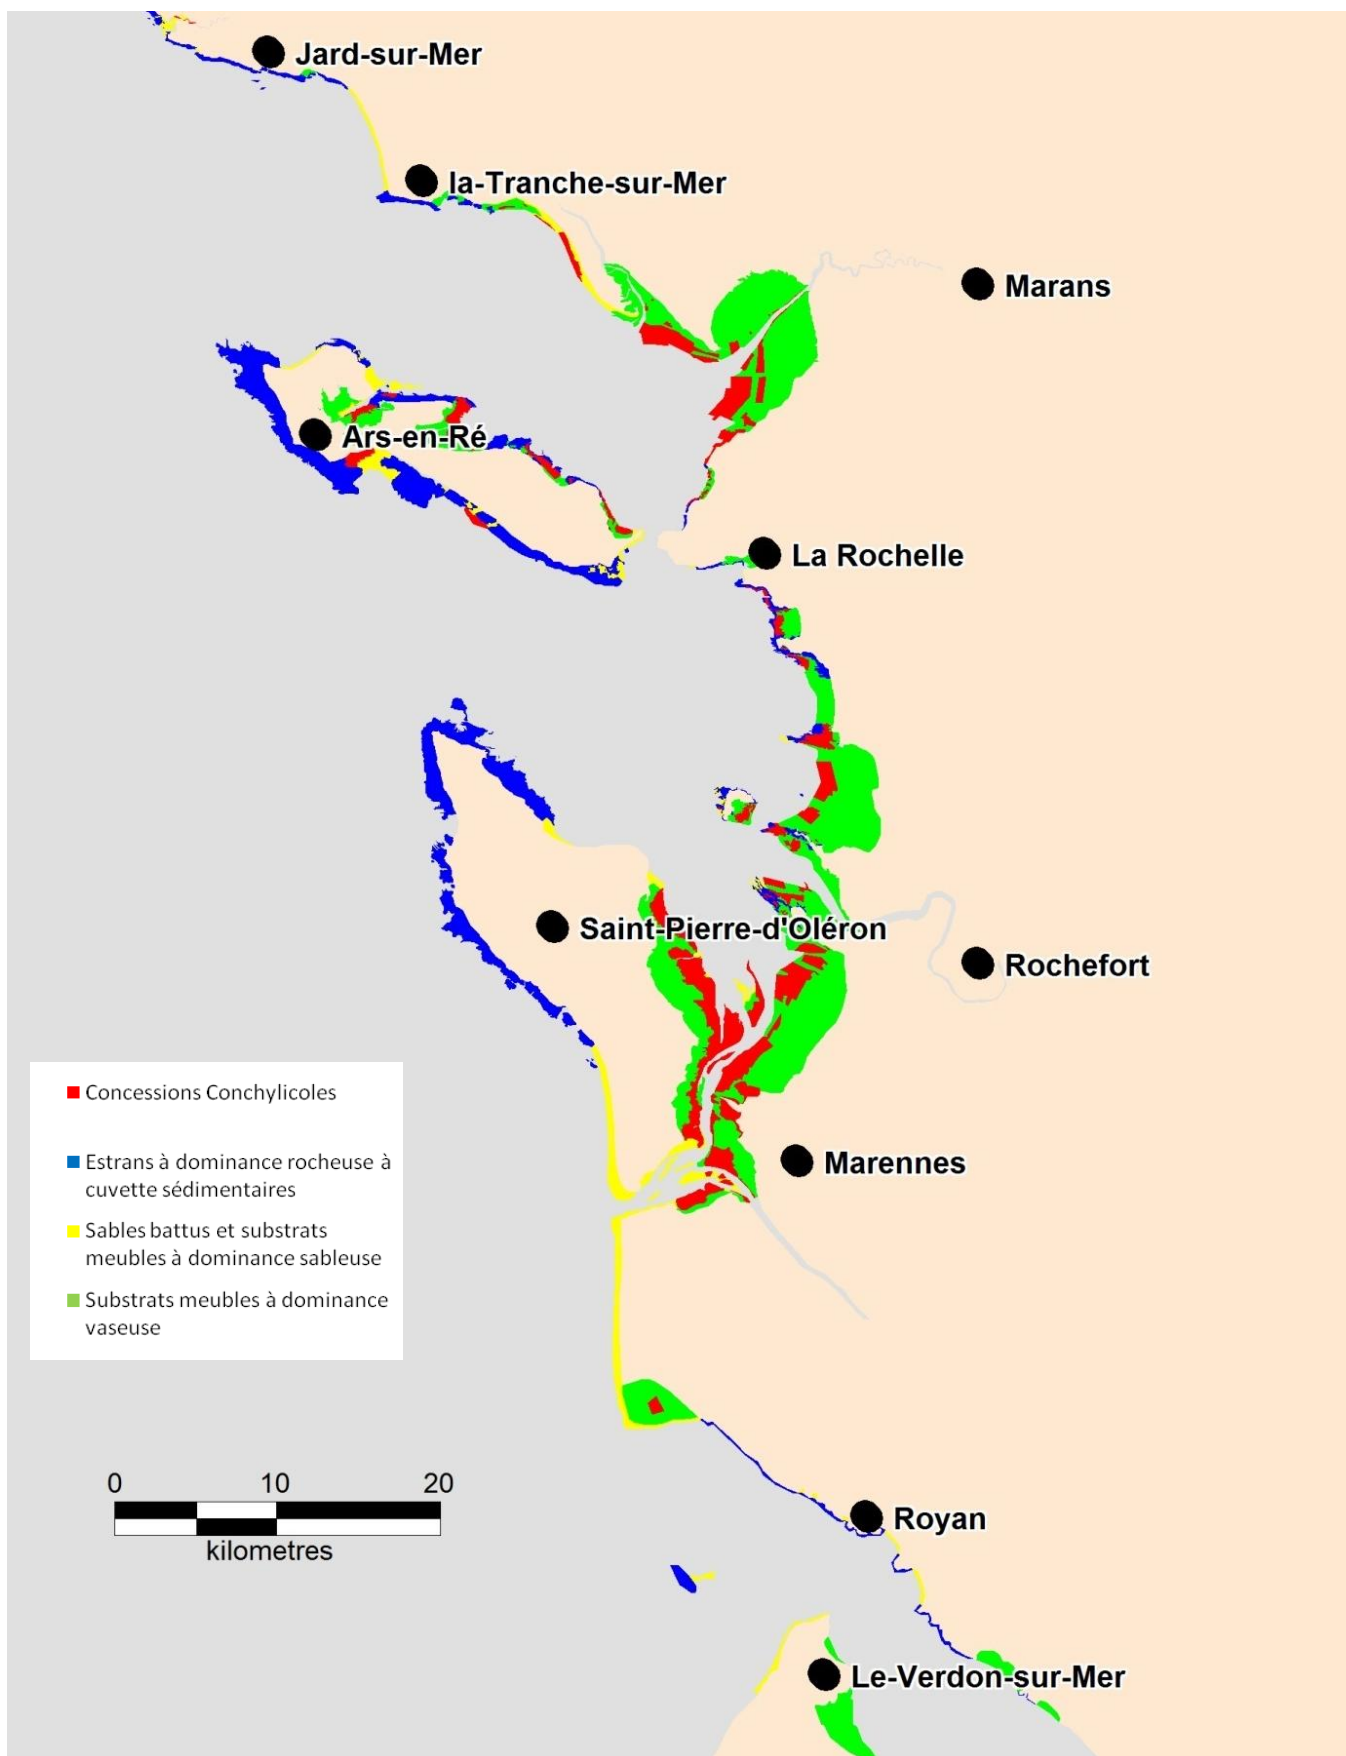 Jard-sur-Mer
la-Tranche-sur-Mer
Marans
Ars-en-Ré
La Rochelle
Saint-Pierre-d'Oléron
Rochefort
Concessions Conchylicoles
Estrans à dominance rocheuse à
cuvette sédimentaires
Sables battus et substrats
meubles à dominance sableuse
Substrats meubles à dominance
vaseuse
Marennes
0 10 20
kilometres
Royan
Le-Verdon-sur-Mer